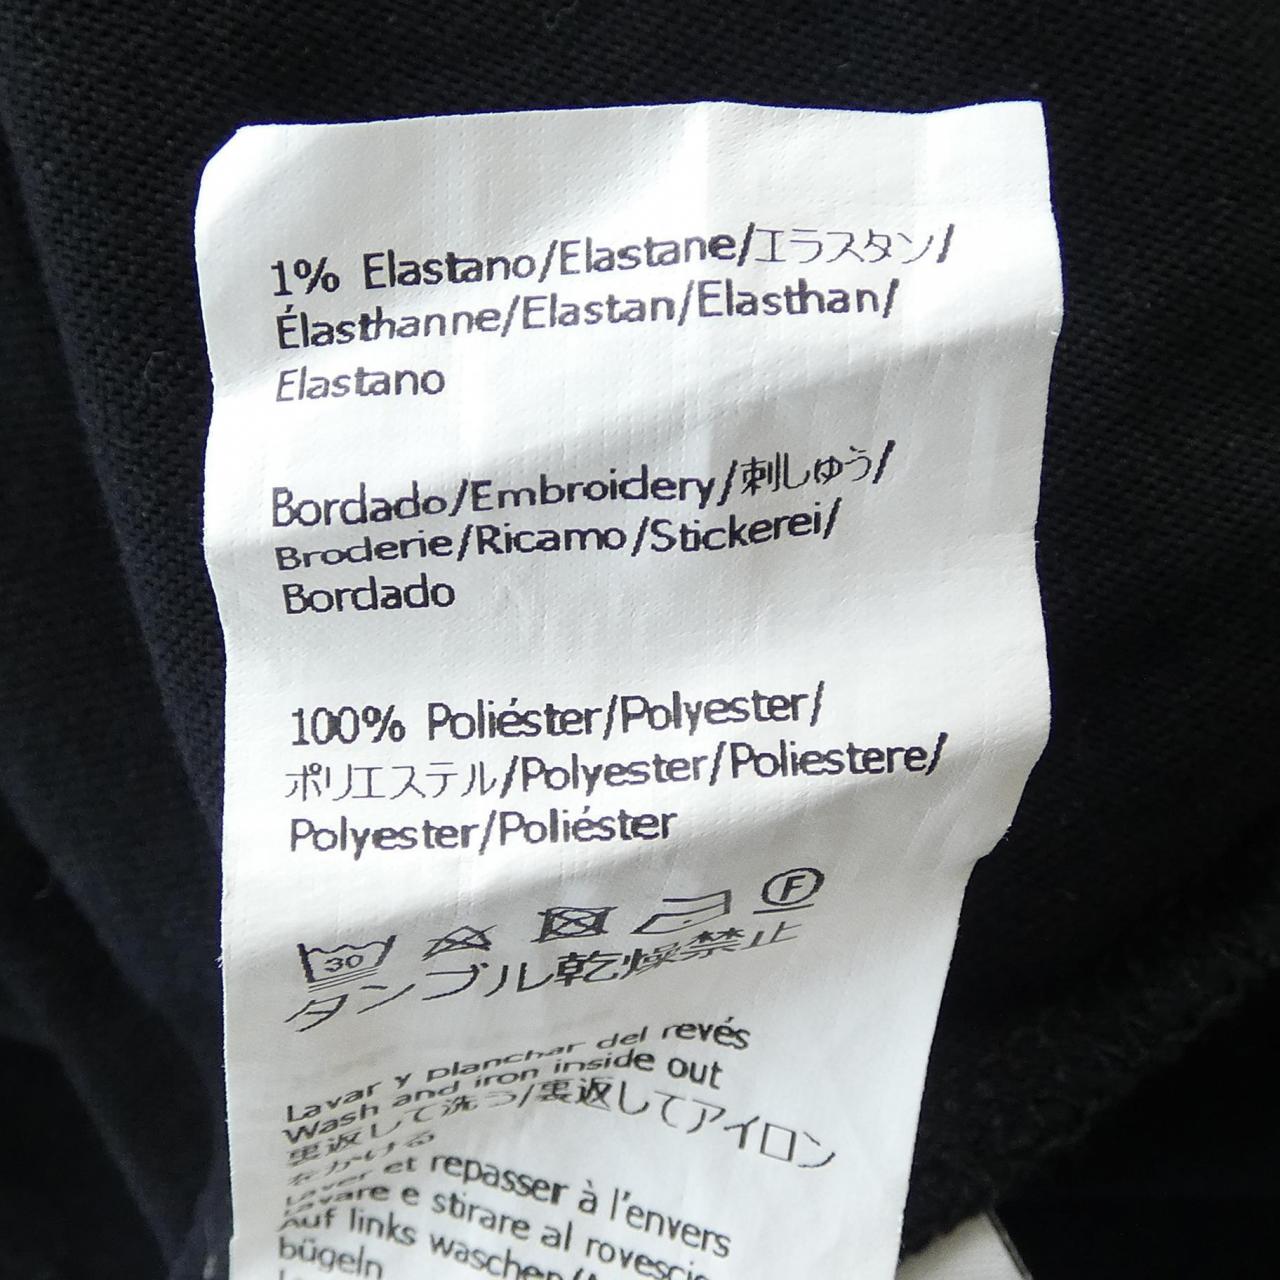 1% Elastano/Elastane/エラスタン/
Élasthanne/Elastan/Elasthan/
Elastano
Bordado/Embroidery/刺しゅう/
Broderie/Ricamo/Stickerei/
Bordado
100% Poliéster/Polyester/
ポリエステル/Polyester/Poliestere/
Polyester/Poliéster
30 F
タンブル乾燥禁止
Lavar y planchar del revés
Wash and iron inside out
裏返して洗う/裏返してアイロン
をかける
Laver et repasser à l'envers
Lavare e stirare al
Auf links waschen
bügeln